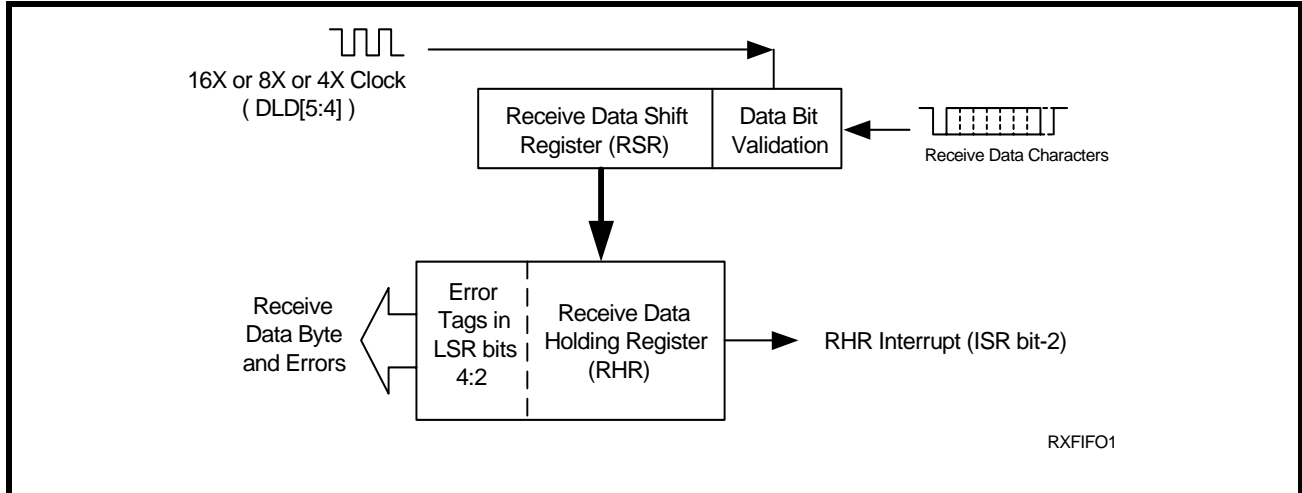 16X or 8X or 4X Clock
( DLD[5:4] )
Receive Data Shift
Register (RSR)
Data Bit
Validation
Receive Data Characters
Receive
Data Byte
and Errors
Error
Tags in
LSR bits
4:2
Receive Data
Holding Register
(RHR)
RHR Interrupt (ISR bit-2)
RXFIFO1